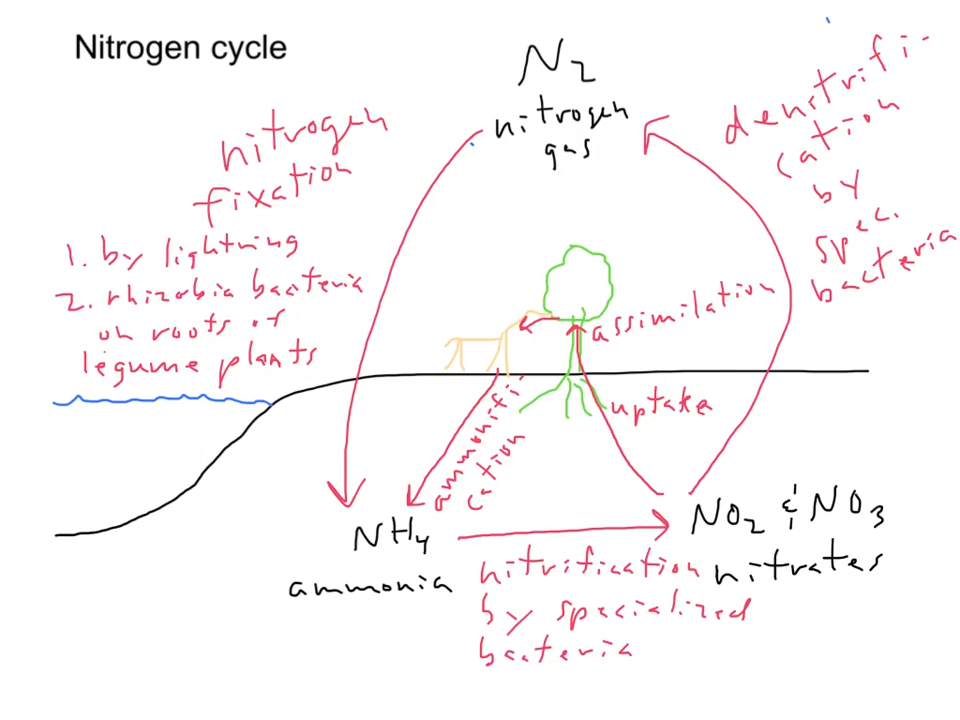 Nitrogen cycle
N2
nitrogen
gas
nitrogen
fixation
1. by lightning
2. rhizobia bacteria
on roots of
legume plants
denitrifi-
cation
by
spec.
bacteria
assimilation
uptake
ammonifi-
cation
NH4
ammonia
nitrification
by specialized
bacteria
NO2 & NO3
nitrates